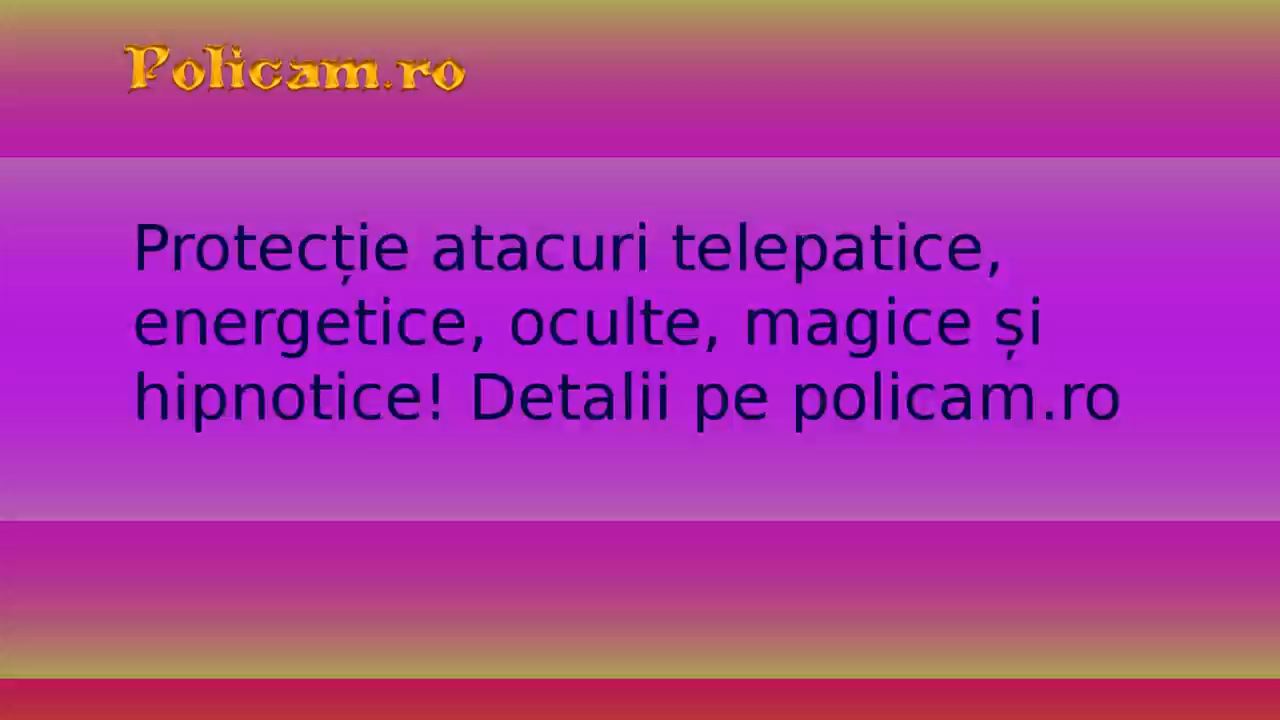 Policam.ro
Protecție atacuri telepatice,
energetice, oculte, magice și
hipnotice! Detalii pe policam.ro